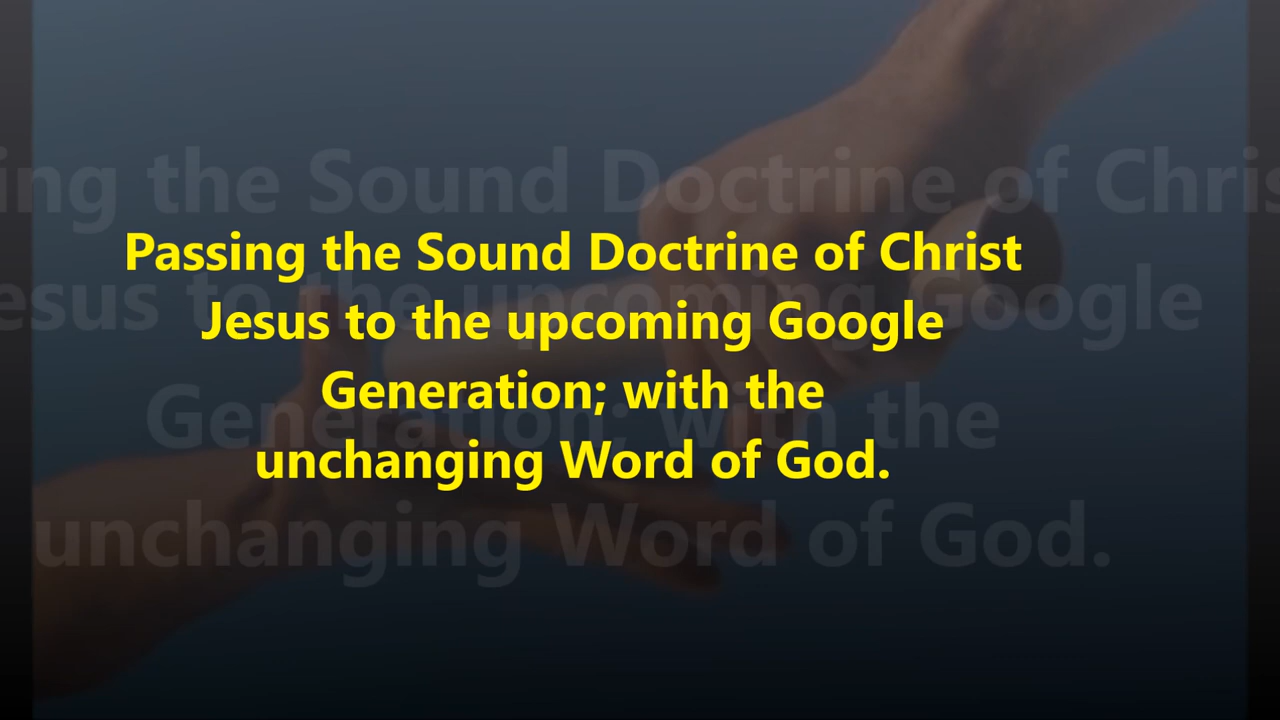 Passing the Sound Doctrine of Christ
Jesus to the upcoming Google
Generation; with the
unchanging Word of God.